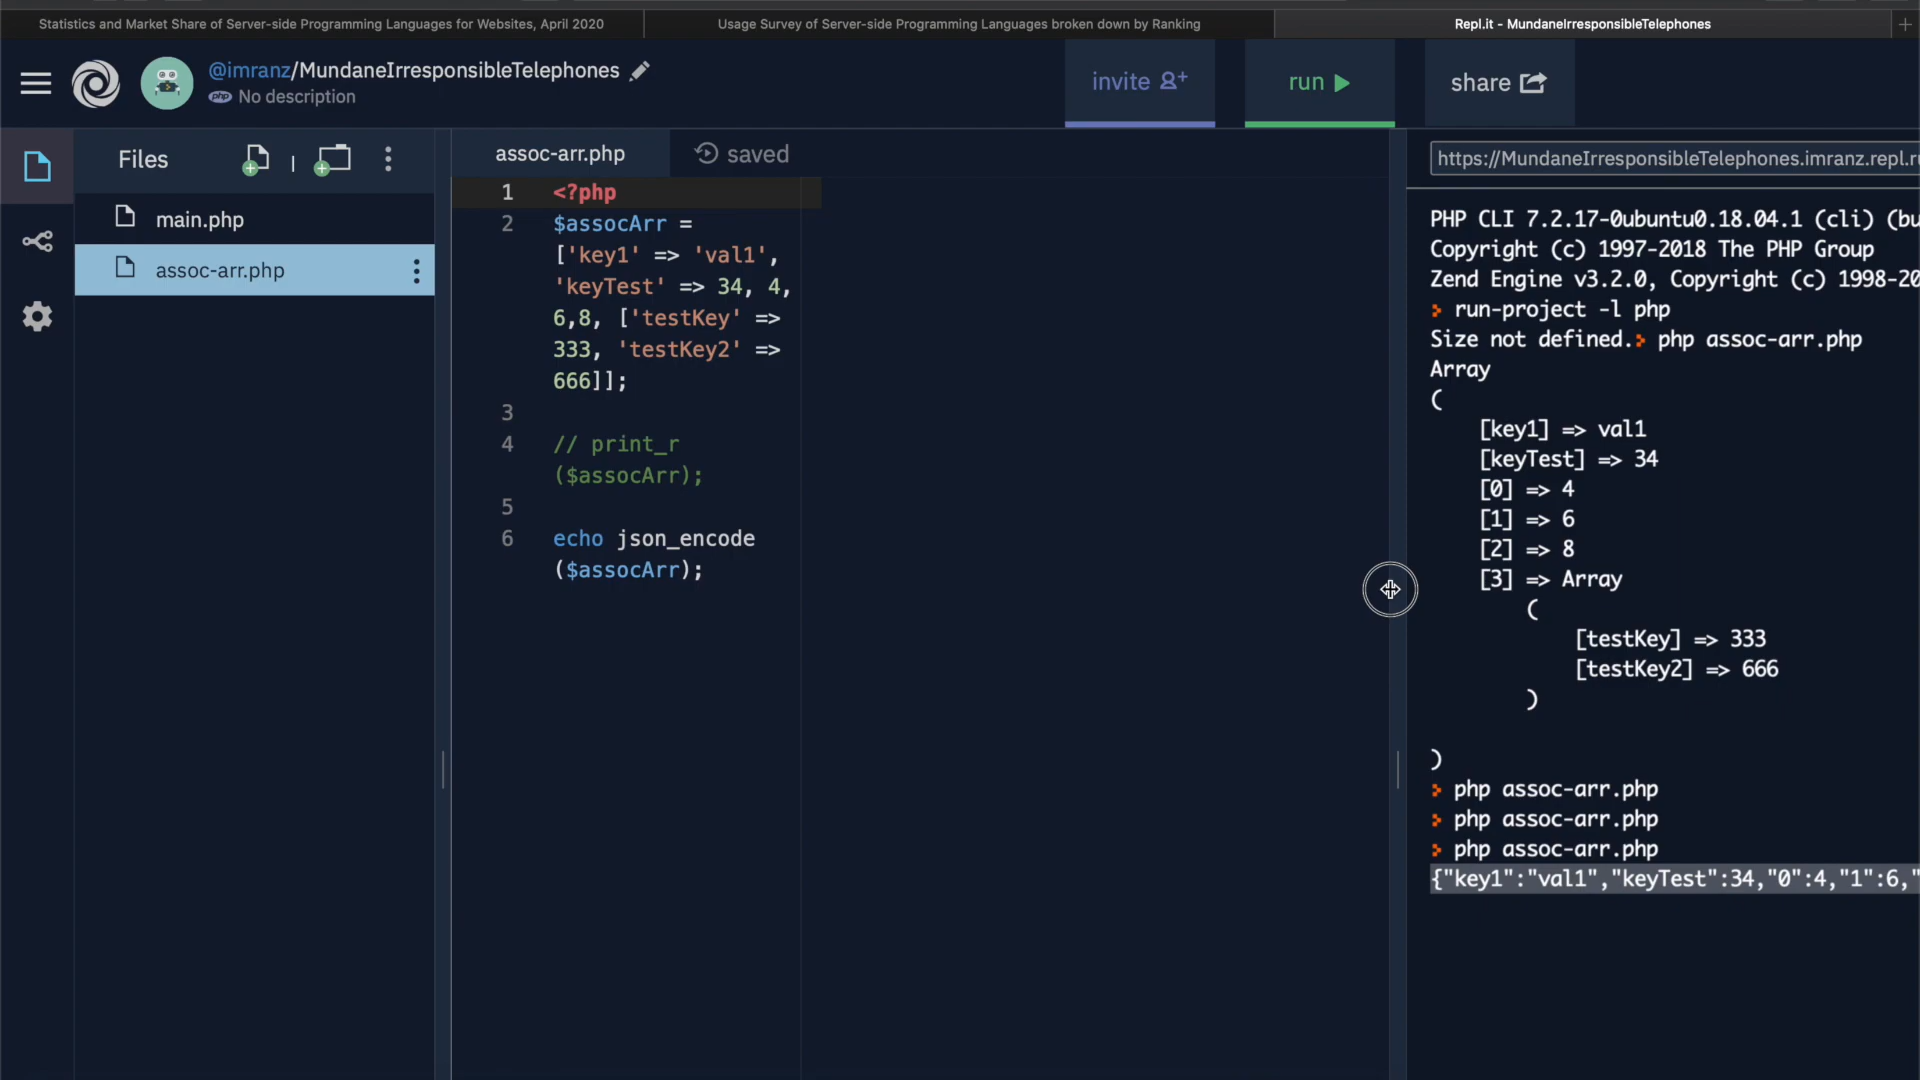 Statistics and Market Share of Server-side Programming Languages for Websites, April 2020
Usage Survey of Server-side Programming Languages broken down by Ranking
Repl.it - MundaneIrresponsibleTelephones
@imranz/MundaneIrresponsibleTelephones
php No description
invite
run
share
Files
main.php
assoc-arr.php
assoc-arr.php
saved
1 <?php
2 $assocArr =
['key1' => 'val1',
'keyTest' => 34, 4,
6,8, ['testKey' =>
333, 'testKey2' =>
666]];
3
4 // print_r
($assocArr);
5
6 echo json_encode
($assocArr);
https://MundaneIrresponsibleTelephones.imranz.repl.r
PHP CLI 7.2.17-0ubuntu0.18.04.1 (cli) (bu
Copyright (c) 1997-2018 The PHP Group
Zend Engine v3.2.0, Copyright (c) 1998-20
run-project -l php
Size not defined. php assoc-arr.php
Array
(
[key1] => val1
[keyTest] => 34
[0] => 4
[1] => 6
[2] => 8
[3] => Array
(
[testKey] => 333
[testKey2] => 666
)
)
php assoc-arr.php
php assoc-arr.php
php assoc-arr.php
{"key1":"val1","keyTest":34,"0":4,"1":6,"